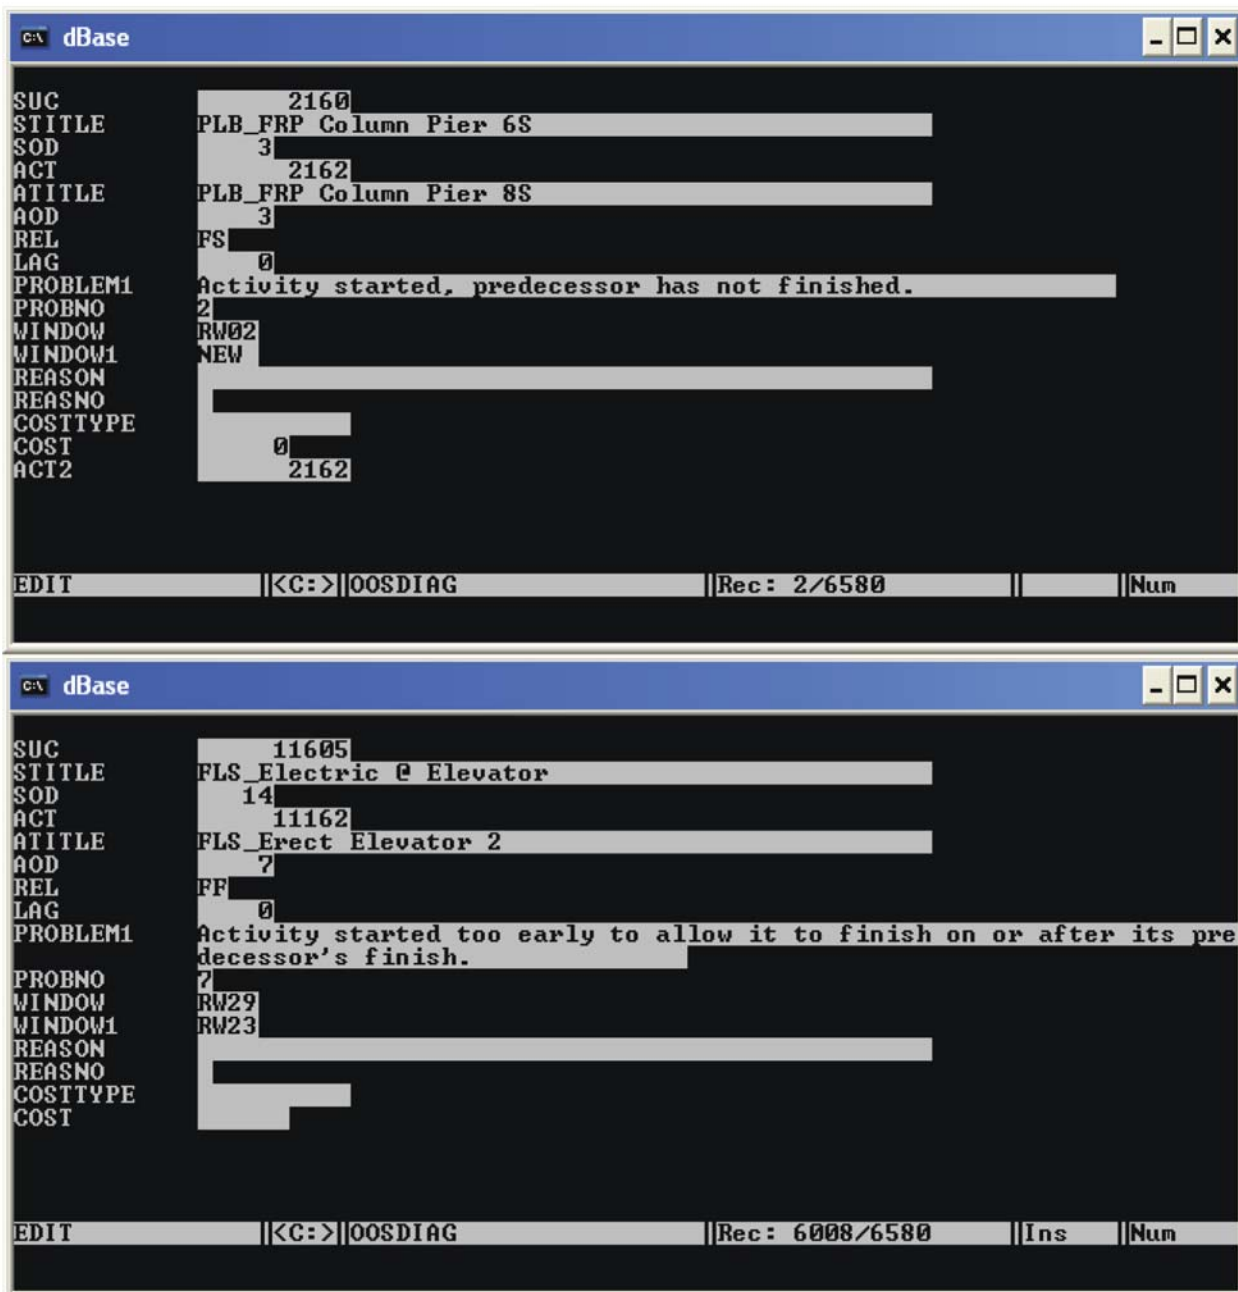 dBase
SUC 2160
STITLE PLB_FRP Column Pier 6S
SOD 3
ACT 2162
ATITLE PLB_FRP Column Pier 8S
AOD 3
REL FS
LAG 0
PROBLEM1 Activity started, predecessor has not finished.
PROBNO 2
WINDOW RW02
WINDOW1 NEW
REASON
REASNO
COSTTYPE
COST 0
ACT2 2162
EDIT ||<C:>||OOSDIAG ||Rec: 2/6580 || ||Num
dBase
SUC 11605
STITLE FLS_Electric @ Elevator
SOD 14
ACT 11162
ATITLE FLS_Erect Elevator 2
AOD 7
REL FF
LAG 0
PROBLEM1 Activity started too early to allow it to finish on or after its pre
decessor's finish.
PROBNO 7
WINDOW RW29
WINDOW1 RW23
REASON
REASNO
COSTTYPE
COST
EDIT ||<C:>||OOSDIAG ||Rec: 6008/6580 ||Ins ||Num